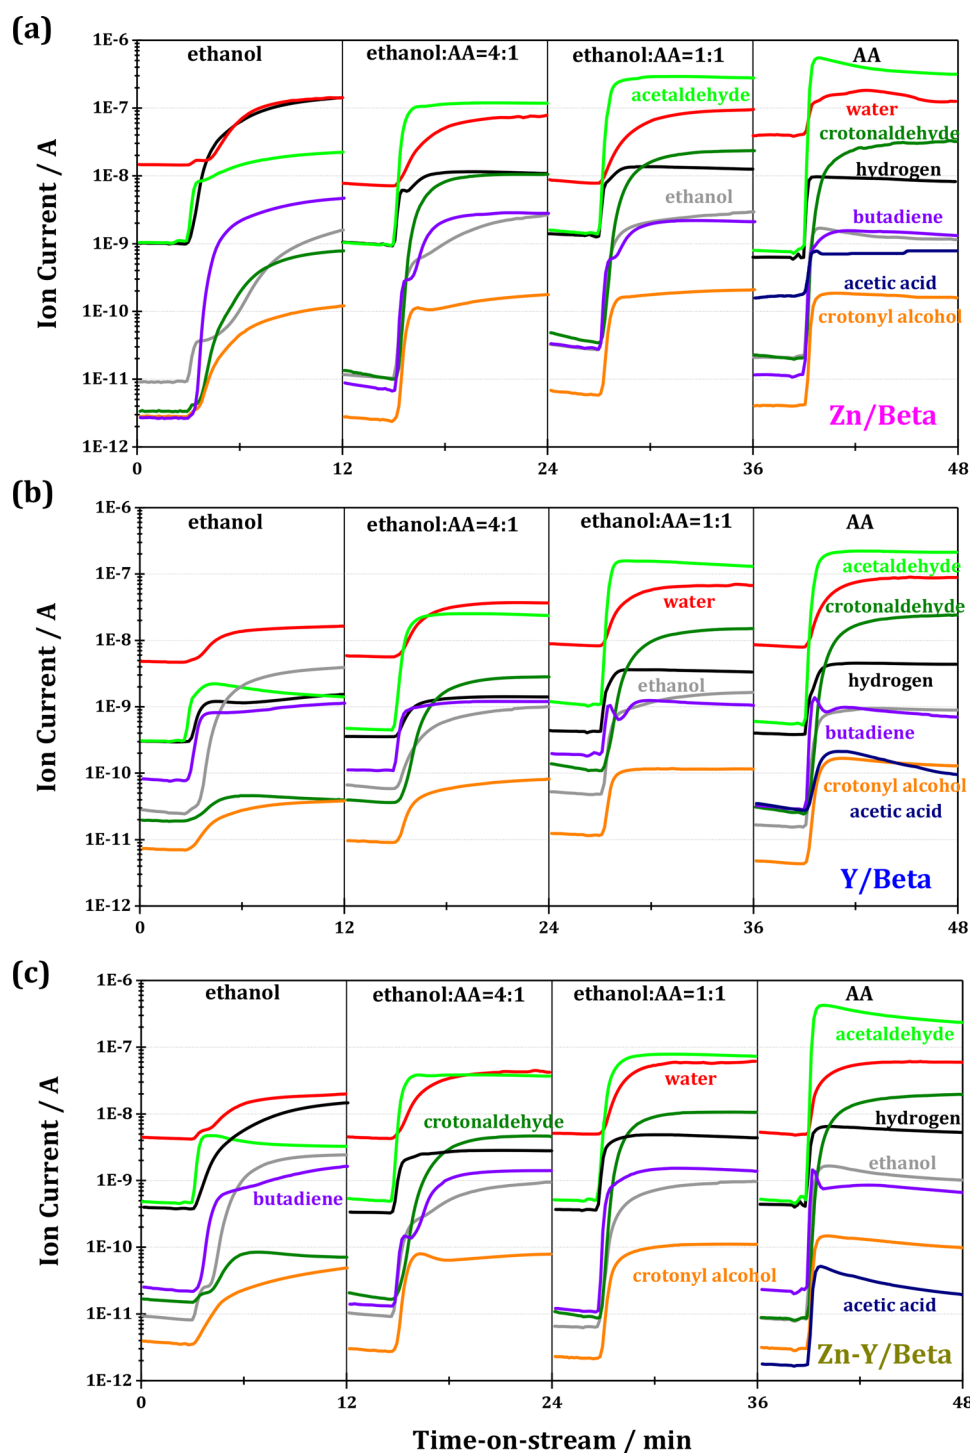 (a)
1E-6
1E-7
1E-8
1E-9
1E-10
1E-11
1E-12
Ion Current / A
ethanol
ethanol:AA=4:1
ethanol:AA=1:1
AA
acetaldehyde
water
crotonaldehyde
hydrogen
ethanol
butadiene
acetic acid
crotonyl alcohol
Zn/Beta
0 12 24 36 48
(b)
1E-6
1E-7
1E-8
1E-9
1E-10
1E-11
1E-12
Ion Current / A
ethanol
ethanol:AA=4:1
ethanol:AA=1:1
AA
acetaldehyde
water
crotonaldehyde
hydrogen
ethanol
butadiene
crotonyl alcohol
acetic acid
Y/Beta
0 12 24 36 48
(c)
1E-6
1E-7
1E-8
1E-9
1E-10
1E-11
1E-12
Ion Current / A
ethanol
ethanol:AA=4:1
ethanol:AA=1:1
AA
acetaldehyde
water
crotonaldehyde
hydrogen
ethanol
butadiene
crotonyl alcohol
acetic acid
Zn-Y/Beta
0 12 24 36 48
Time-on-stream / min